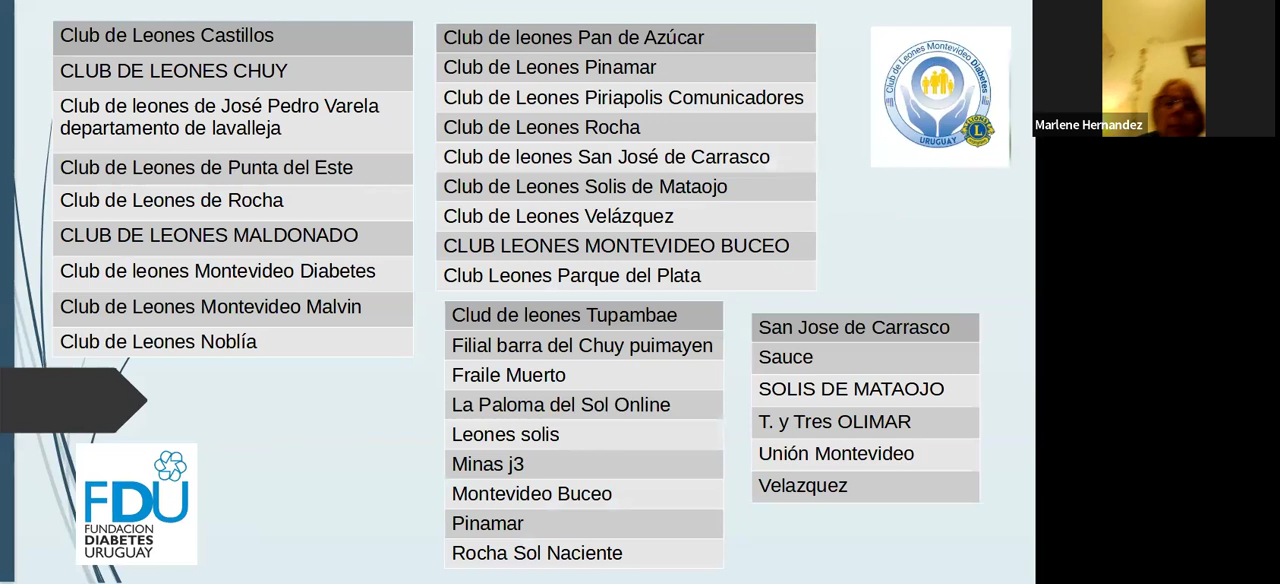 Club de Leones Castillos
CLUB DE LEONES CHUY
Club de leones de José Pedro Varela
departamento de lavalleja
Club de Leones de Punta del Este
Club de Leones de Rocha
CLUB DE LEONES MALDONADO
Club de leones Montevideo Diabetes
Club de Leones Montevideo Malvin
Club de Leones Noblía
Club de leones Pan de Azúcar
Club de Leones Pinamar
Club de Leones Piriapolis Comunicadores
Club de Leones Rocha
Club de leones San José de Carrasco
Club de Leones Solis de Mataojo
Club de Leones Velázquez
CLUB LEONES MONTEVIDEO BUCEO
Club Leones Parque del Plata
Clud de leones Tupambae
Filial barra del Chuy puimayen
Fraile Muerto
La Paloma del Sol Online
Leones solis
Minas j3
Montevideo Buceo
Pinamar
Rocha Sol Naciente
San Jose de Carrasco
Sauce
SOLIS DE MATAOJO
T. y Tres OLIMAR
Unión Montevideo
Velazquez
Club de Leones Montevideo Diabetes
URUGUAY
L
Marlene Hernandez
FDU
FUNDACION
DIABETES
URUGUAY